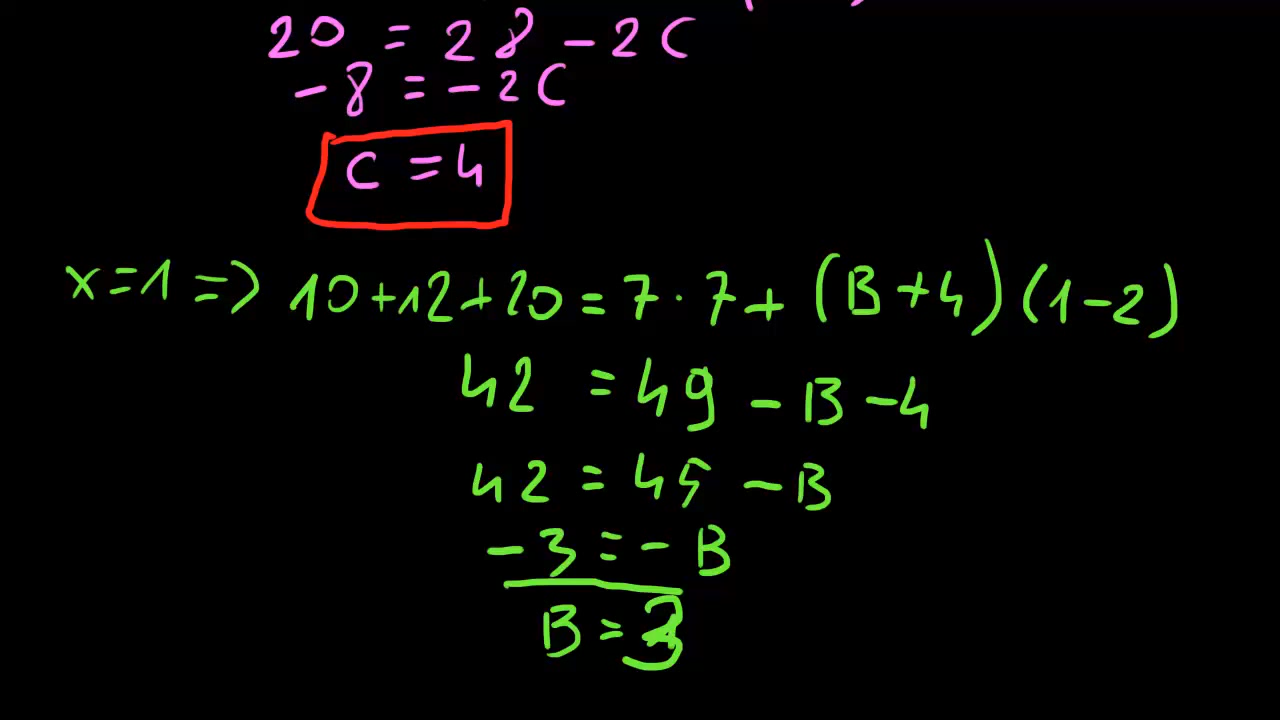 20 = 28 - 2C
-8 = -2C
C = 4
x=1 => 10+12+20 = 7·7 + (B+4)(1-2)
42 = 49 - B - 4
42 = 45 - B
-3 = -B
B = 3